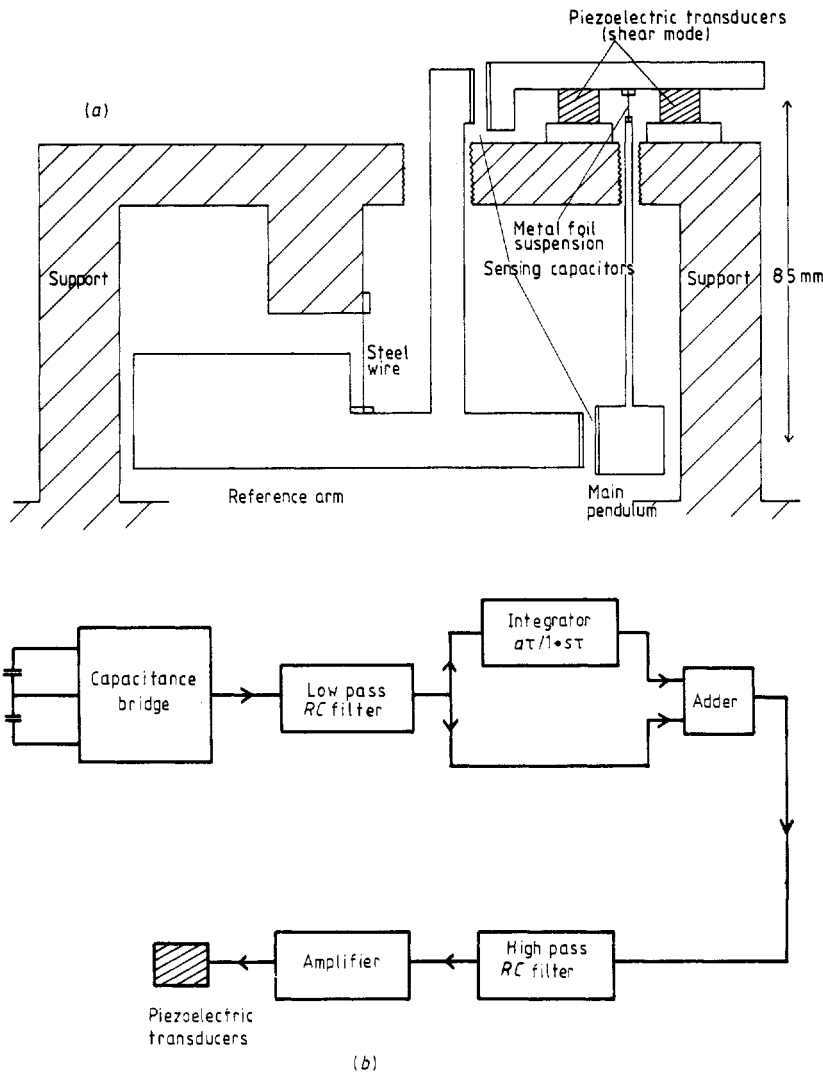 Piezoelectric transducers
(shear mode)
(a)
Metal foil
suspension
Sensing capacitors
Support
Support
85 mm
Steel
wire
Reference arm
Main
pendulum
Integrator
aτ/1•sτ
Capacitance
bridge
Low pass
RC filter
Adder
Amplifier
High pass
RC filter
Piezoelectric
transducers
(b)